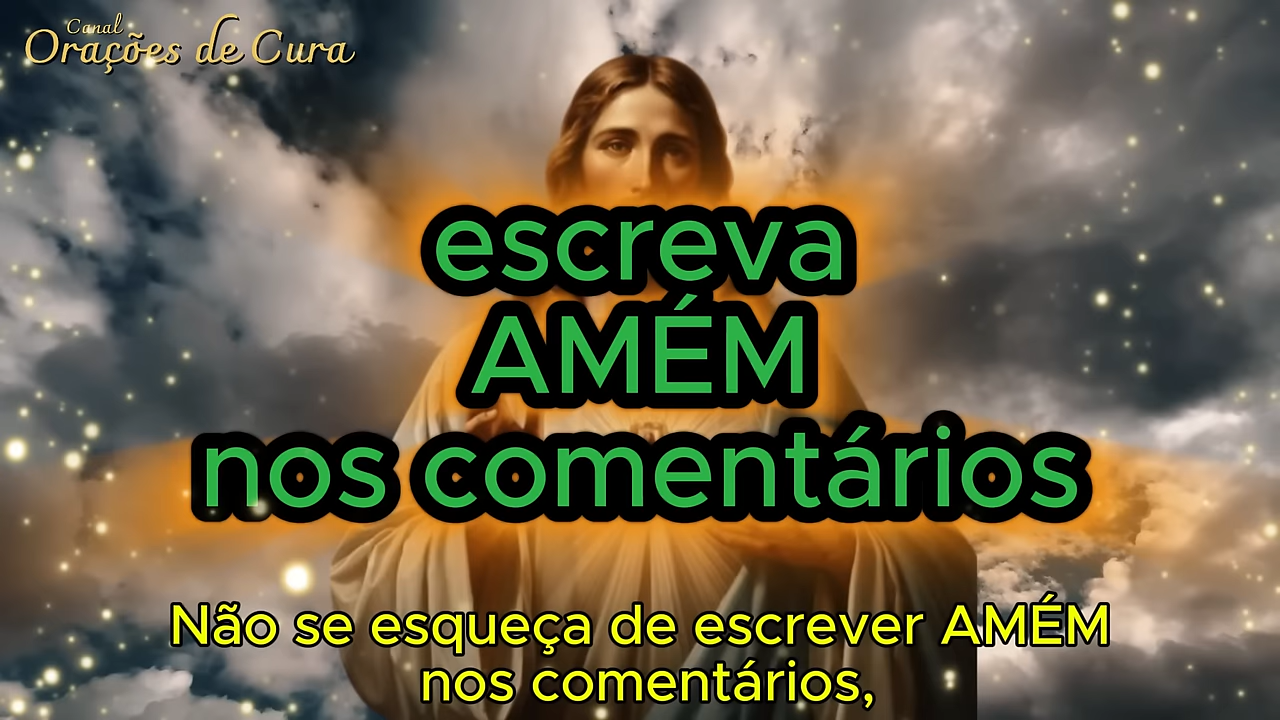 Canal
Orações de Cura
escreva
AMÉM
nos comentários
Não se esqueça de escrever AMÉM
nos comentários,